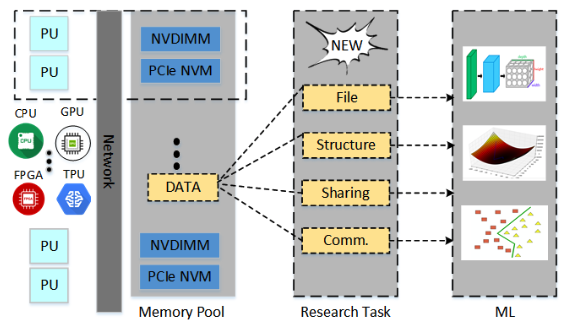 PU
PU
CPU
GPU
CPU
FPGA
TPU
PU
PU
Network
NVDIMM
PCIe NVM
DATA
NVDIMM
PCIe NVM
Memory Pool
NEW
File
Structure
Sharing
Comm.
Research Task
ML